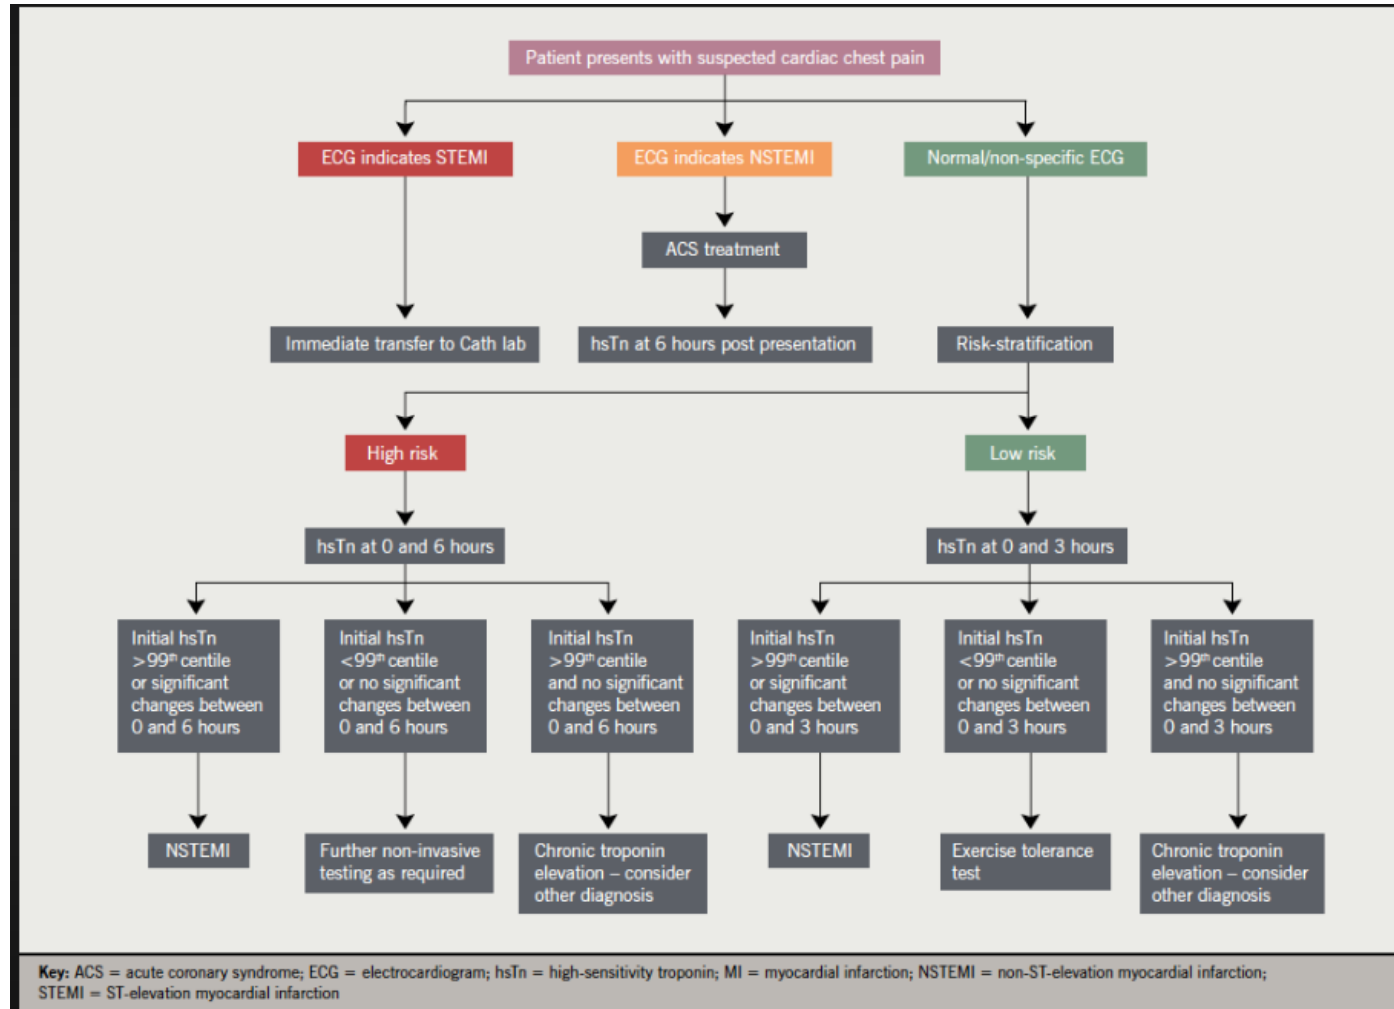 Patient presents with suspected cardiac chest pain
ECG indicates STEMI
ECG indicates NSTEMI
Normal/non-specific ECG
ACS treatment
Immediate transfer to Cath lab
hsTn at 6 hours post presentation
Risk-stratification
High risk
Low risk
hsTn at 0 and 6 hours
hsTn at 0 and 3 hours
Initial hsTn
>99th centile
or significant
changes between
0 and 6 hours
Initial hsTn
<99th centile
or no significant
changes between
0 and 6 hours
Initial hsTn
>99th centile
and no significant
changes between
0 and 6 hours
Initial hsTn
>99th centile
or significant
changes between
0 and 3 hours
Initial hsTn
<99th centile
or no significant
changes between
0 and 3 hours
Initial hsTn
>99th centile
and no significant
changes between
0 and 3 hours
NSTEMI
Further non-invasive
testing as required
Chronic troponin
elevation – consider
other diagnosis
NSTEMI
Exercise tolerance
test
Chronic troponin
elevation – consider
other diagnosis
Key: ACS = acute coronary syndrome; ECG = electrocardiogram; hsTn = high-sensitivity troponin; MI = myocardial infarction; NSTEMI = non-ST-elevation myocardial infarction;
STEMI = ST-elevation myocardial infarction